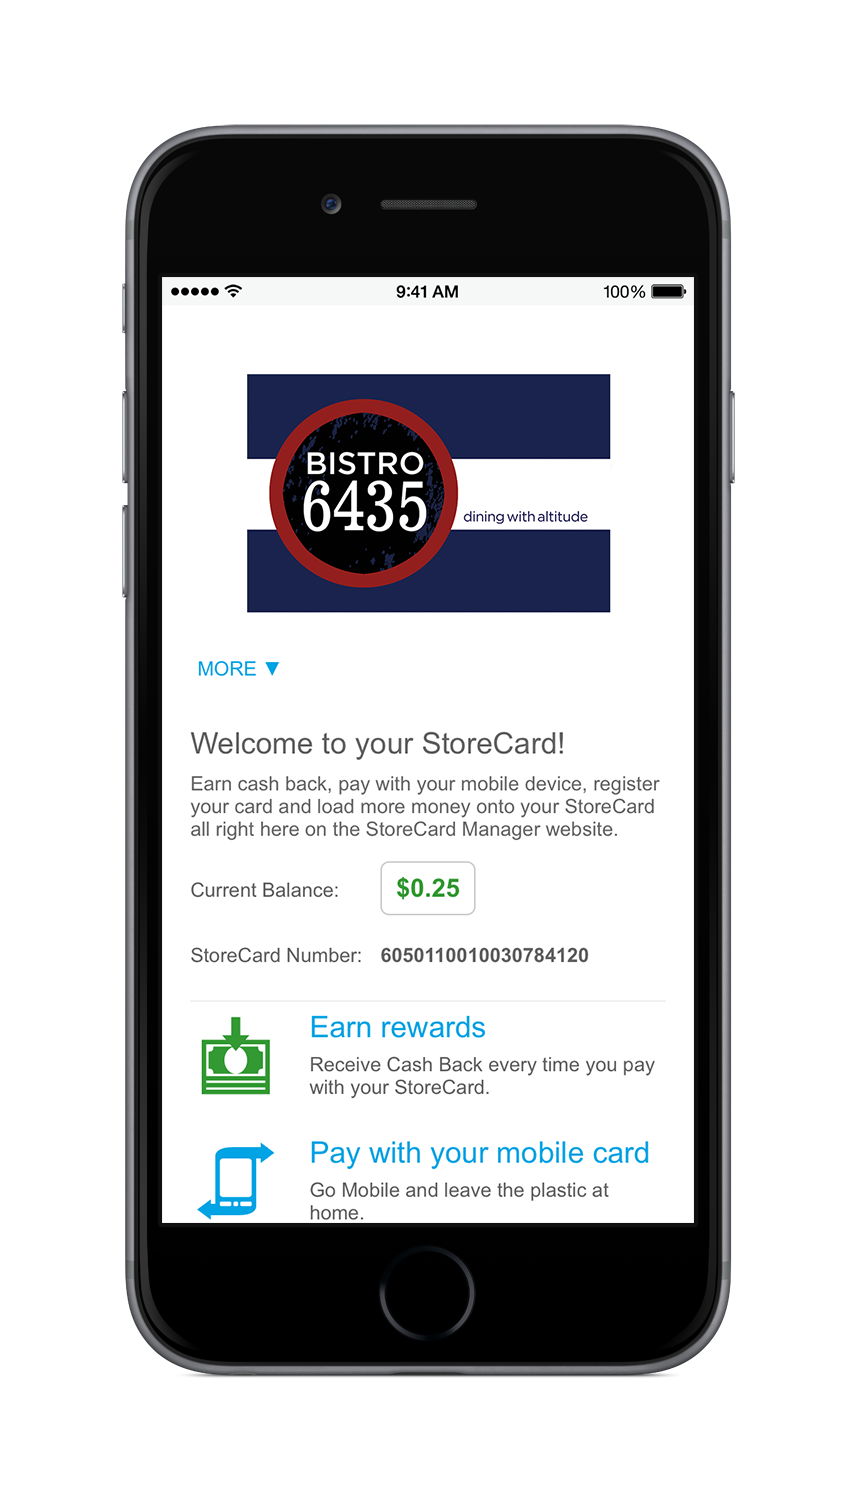 9:41 AM
100%
BISTRO
6435
dining with altitude
MORE ▼
Welcome to your StoreCard!
Earn cash back, pay with your mobile device, register
your card and load more money onto your StoreCard
all right here on the StoreCard Manager website.
Current Balance: $0.25
StoreCard Number: 6050110010030784120
Earn rewards
Receive Cash Back every time you pay
with your StoreCard.
Pay with your mobile card
Go Mobile and leave the plastic at
home.